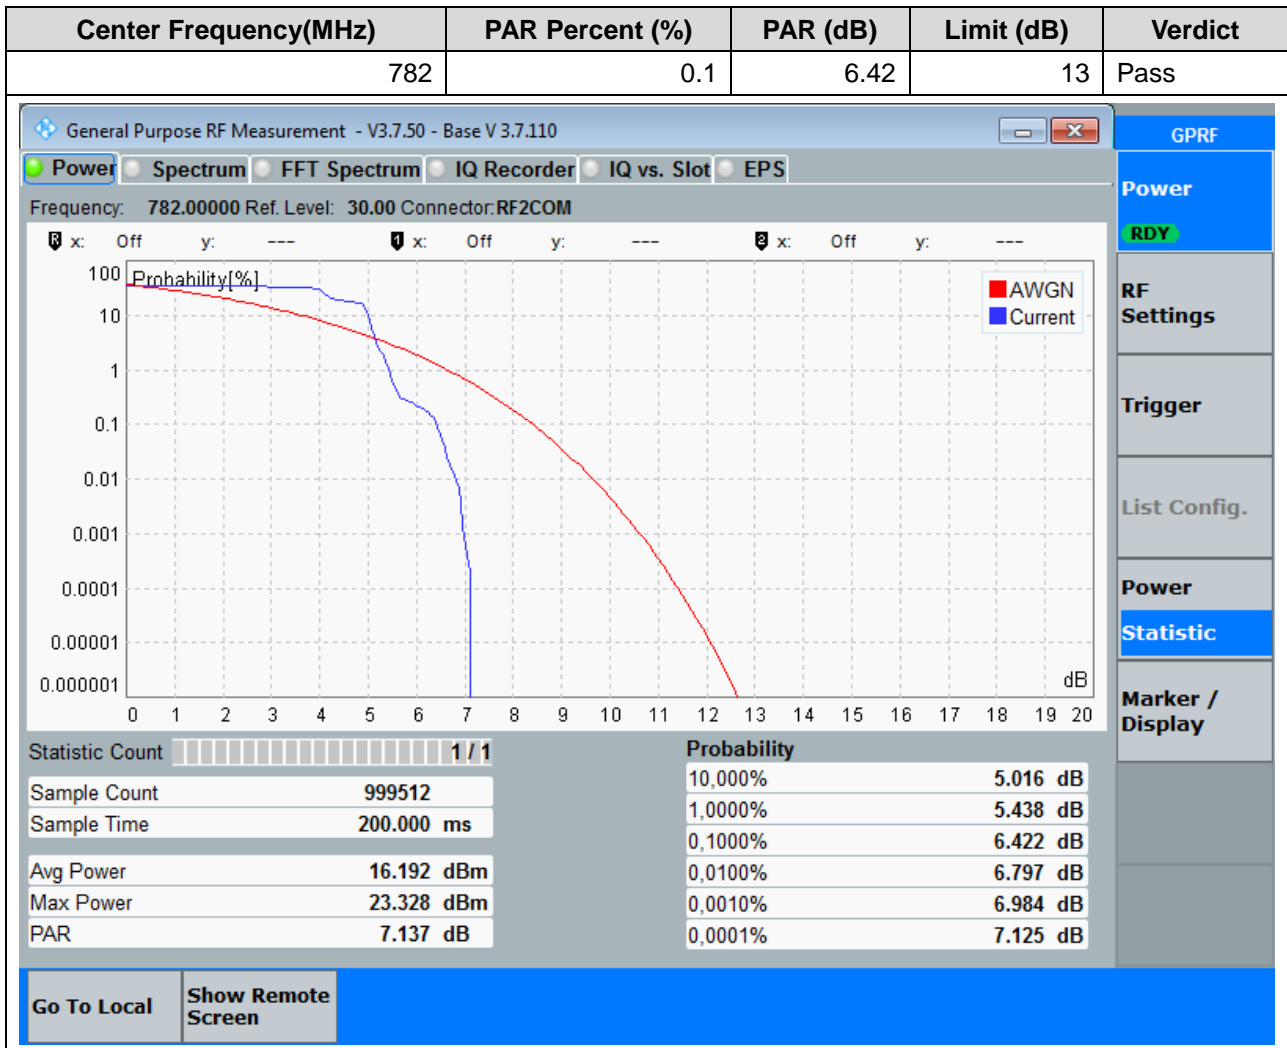 Center Frequency(MHz) PAR Percent (%) PAR (dB) Limit (dB) Verdict
782 0.1 6.42 13 Pass
General Purpose RF Measurement - V3.7.50 - Base V 3.7.110
GPRF
Power Spectrum FFT Spectrum IQ Recorder IQ vs. Slot EPS
Frequency: 782.00000 Ref. Level: 30.00 Connector:RF2COM
R x: Off y: --- 1 x: Off y: --- 2 x: Off y: ---
Probability[%]
AWGN
Current
100
10
1
0.1
0.01
0.001
0.0001
0.00001
0.000001
dB
0 1 2 3 4 5 6 7 8 9 10 11 12 13 14 15 16 17 18 19 20
Statistic Count 1 / 1
Sample Count 999512
Sample Time 200.000 ms
Avg Power 16.192 dBm
Max Power 23.328 dBm
PAR 7.137 dB
Probability
10,000% 5.016 dB
1,0000% 5.438 dB
0,1000% 6.422 dB
0,0100% 6.797 dB
0,0010% 6.984 dB
0,0001% 7.125 dB
Power
RDY
RF
Settings
Trigger
List Config.
Power
Statistic
Marker /
Display
Go To Local
Show Remote
Screen